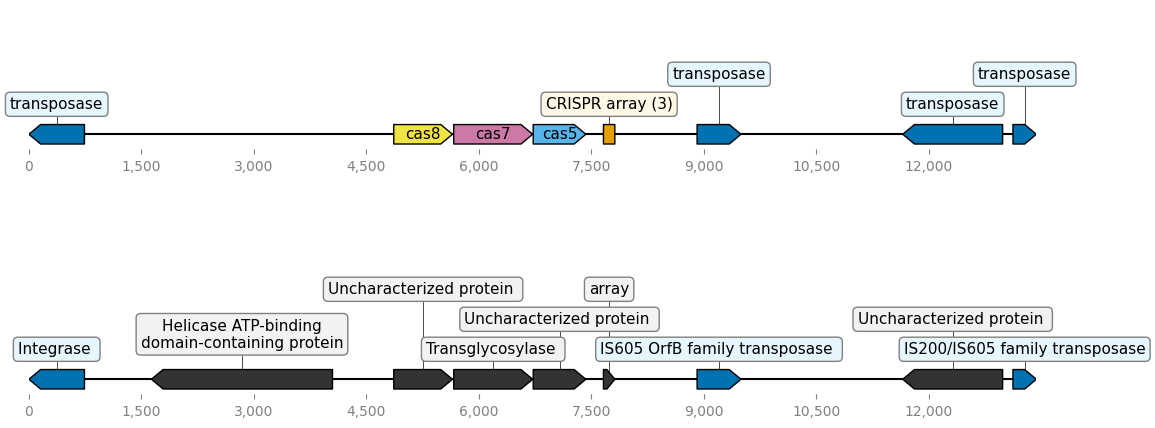 transposase
transposase
transposase
CRISPR array (3)
transposase
cas8
cas7
cas5
0
1,500
3,000
4,500
6,000
7,500
9,000
10,500
12,000
Uncharacterized protein
array
Helicase ATP-binding
domain-containing protein
Uncharacterized protein
Uncharacterized protein
Integrase
Transglycosylase
IS605 OrfB family transposase
IS200/IS605 family transposase
0
1,500
3,000
4,500
6,000
7,500
9,000
10,500
12,000